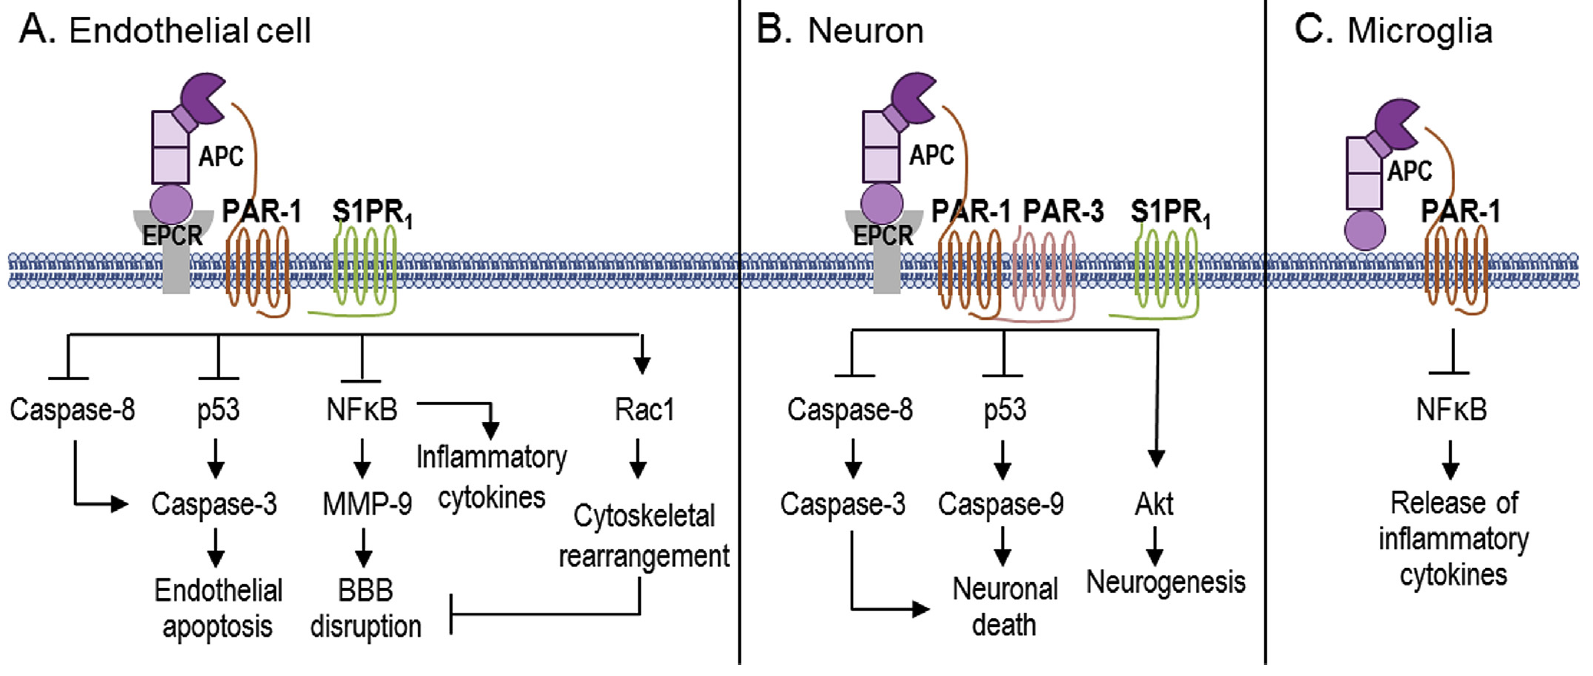 A. Endothelial cell
APC
PAR-1
S1PR1
EPCR
Caspase-8
p53
NFκB
Rac1
Inflammatory
cytokines
Caspase-3
MMP-9
Cytoskeletal
rearrangement
Endothelial
apoptosis
BBB
disruption
B. Neuron
APC
PAR-1
PAR-3
S1PR1
EPCR
Caspase-8
p53
Caspase-3
Caspase-9
Akt
Neuronal
death
Neurogenesis
C. Microglia
APC
PAR-1
NFκB
Release of
inflammatory
cytokines